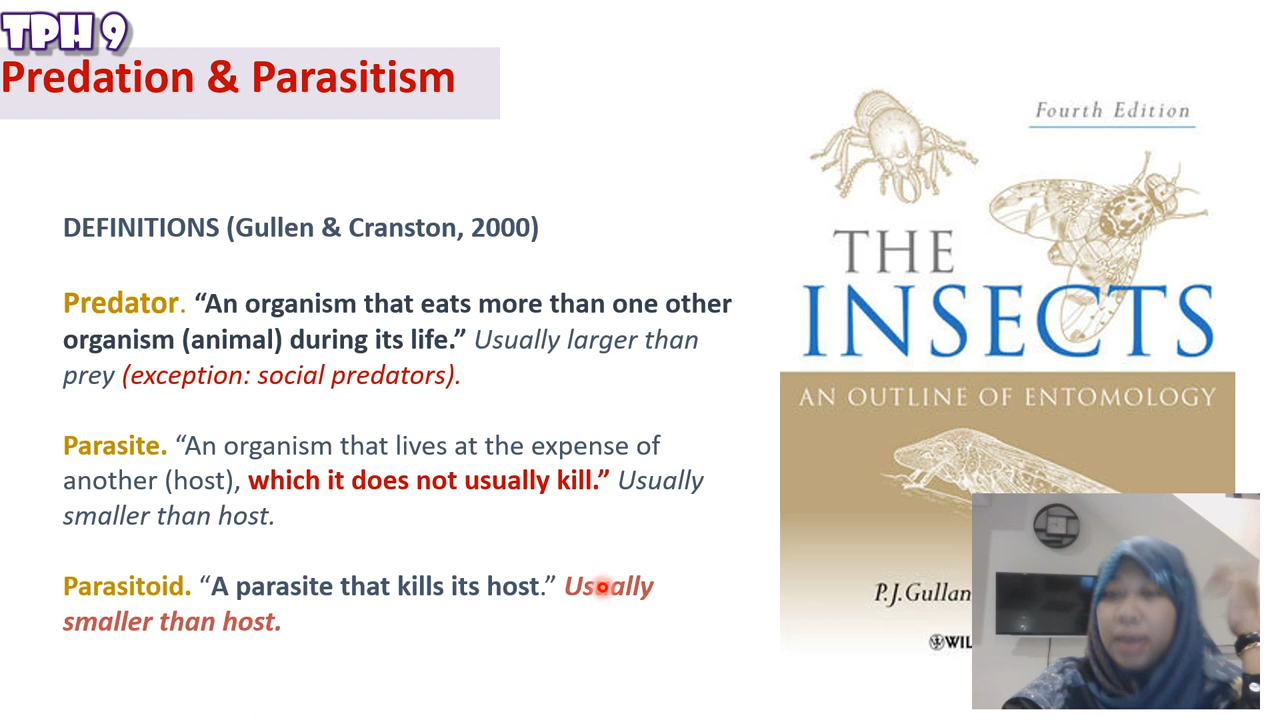 TPH 9
Predation & Parasitism
DEFINITIONS (Gullen & Cranston, 2000)
Predator. “An organism that eats more than one other
organism (animal) during its life.” Usually larger than
prey (exception: social predators).
Parasite. “An organism that lives at the expense of
another (host), which it does not usually kill.” Usually
smaller than host.
Parasitoid. “A parasite that kills its host.” Usually
smaller than host.
Fourth Edition
THE
INSECTS
AN OUTLINE OF ENTOMOLOGY
P.J.Gullan
WIL